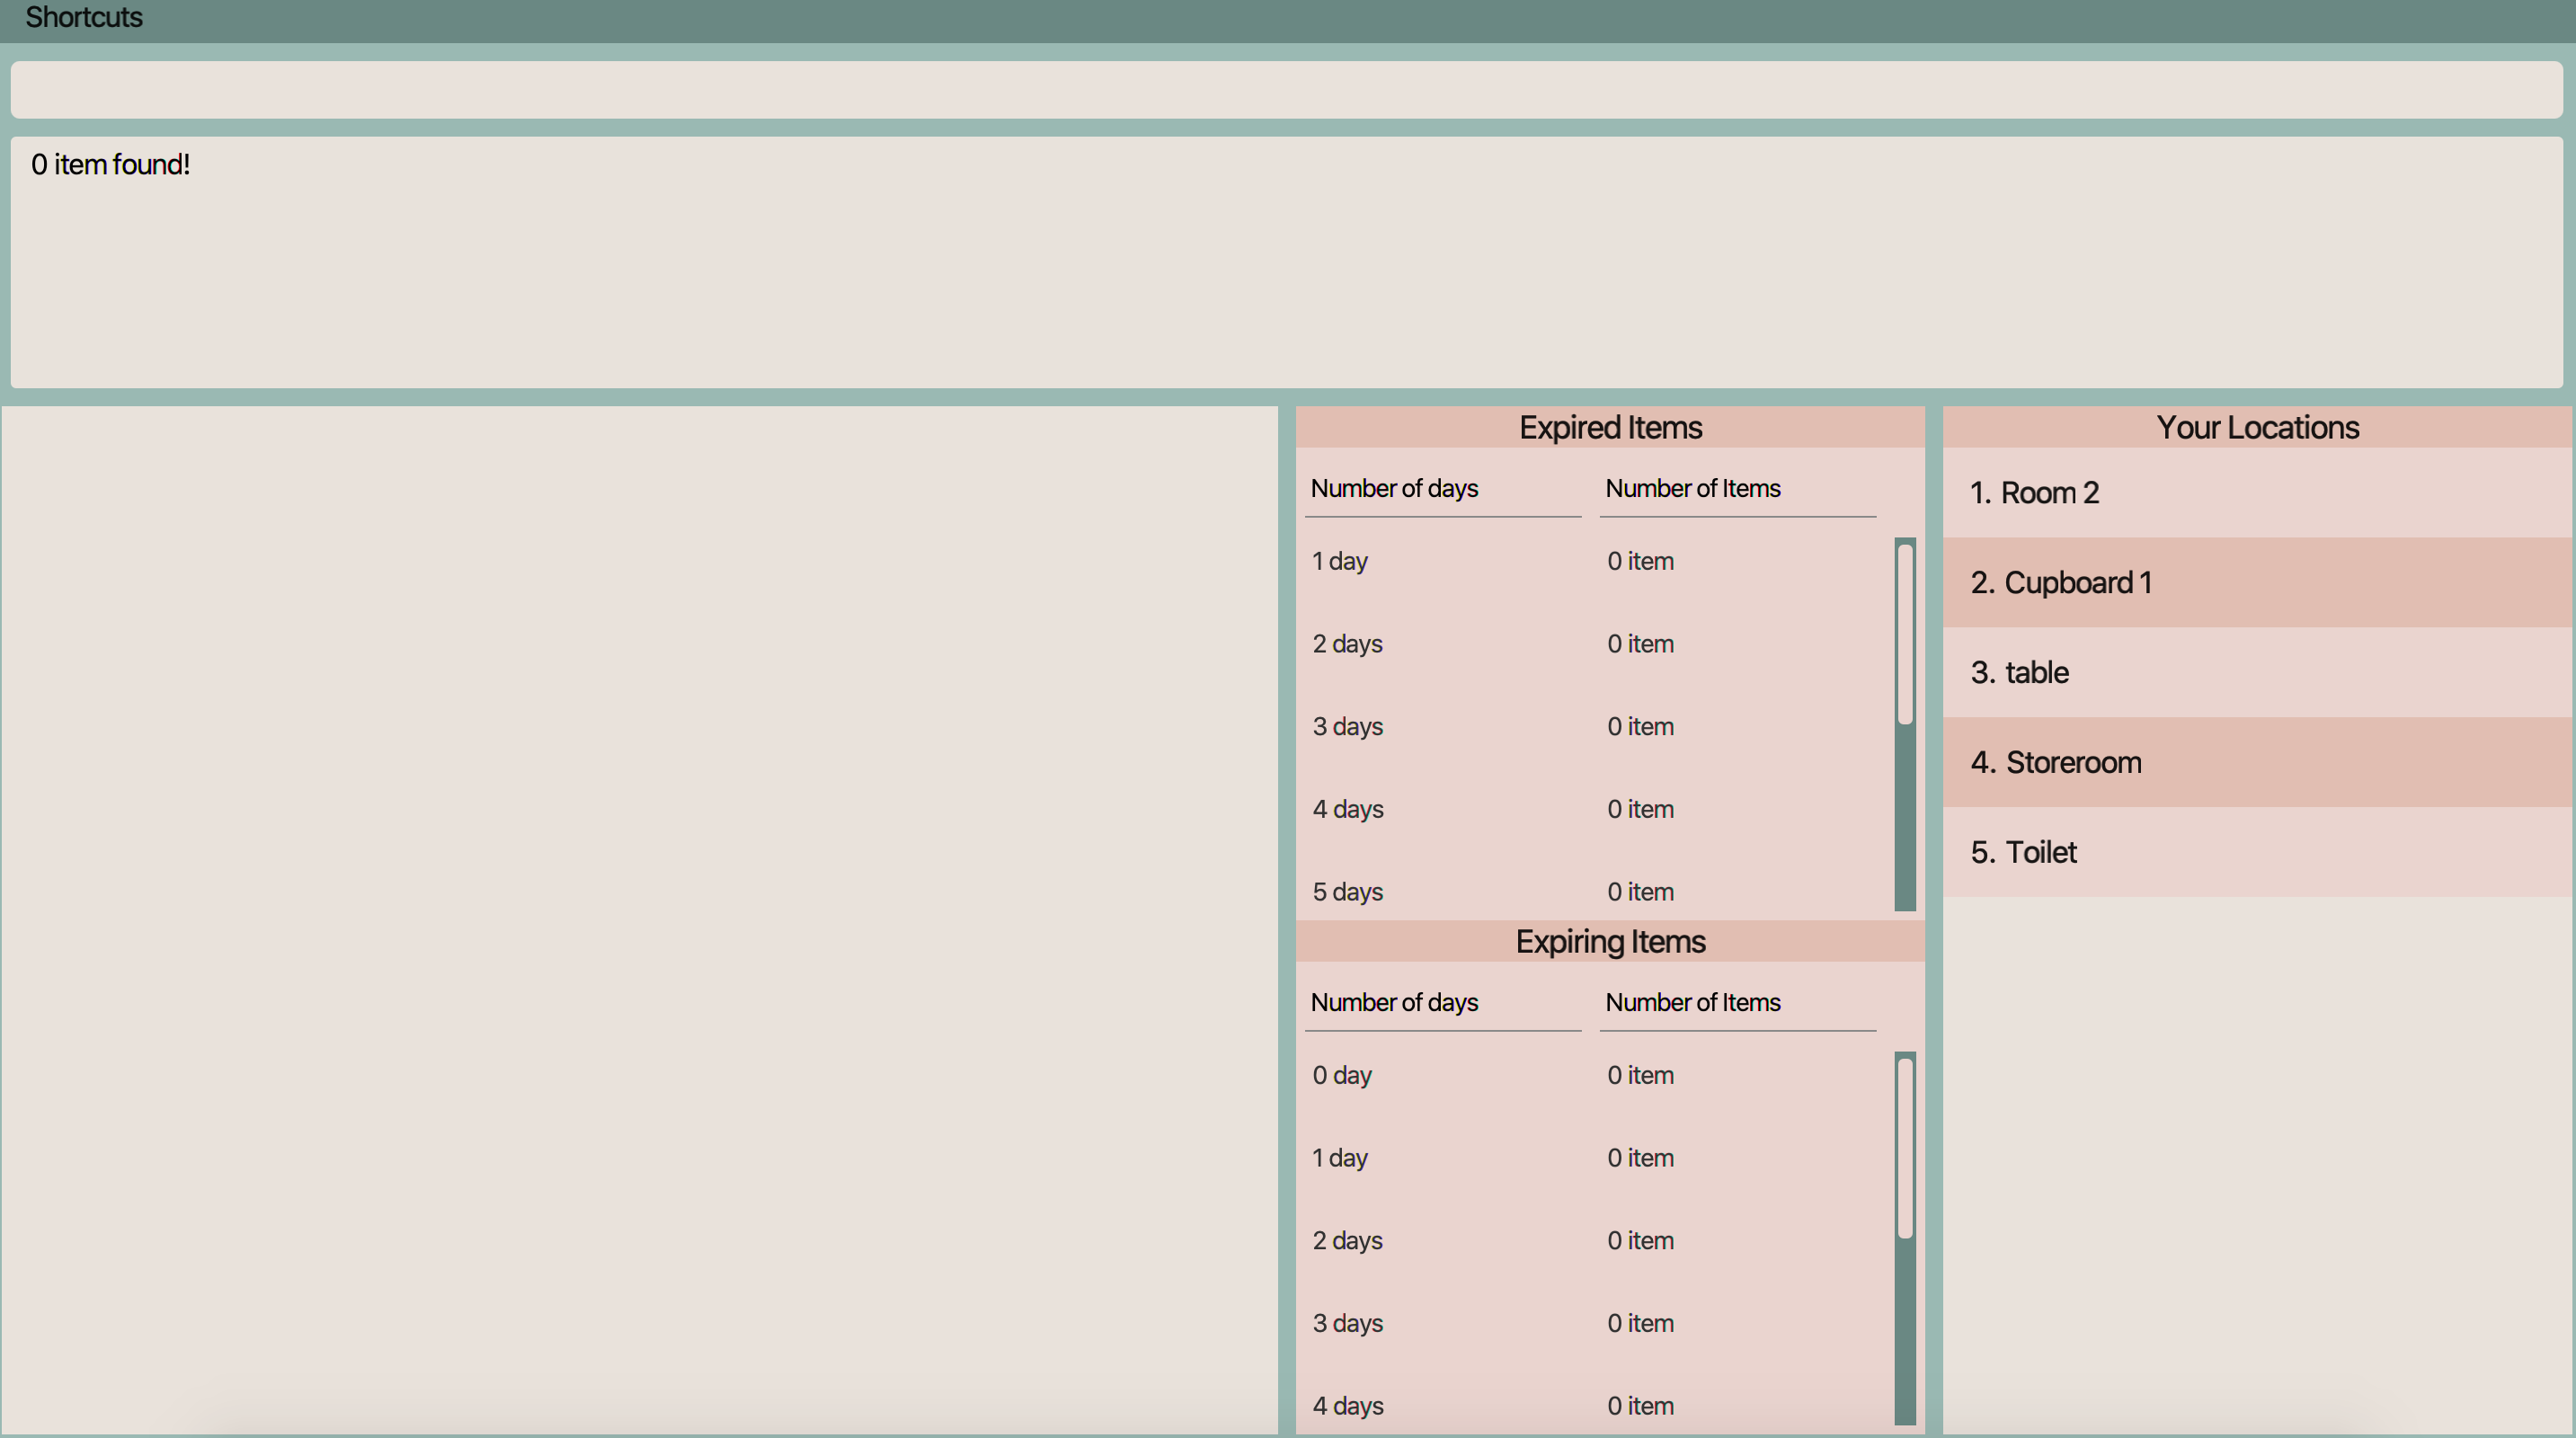 Shortcuts
0 item found!
Expired Items
Number of days Number of Items
1 day 0 item
2 days 0 item
3 days 0 item
4 days 0 item
5 days 0 item
Expiring Items
Number of days Number of Items
0 day 0 item
1 day 0 item
2 days 0 item
3 days 0 item
4 days 0 item
Your Locations
1. Room 2
2. Cupboard 1
3. table
4. Storeroom
5. Toilet